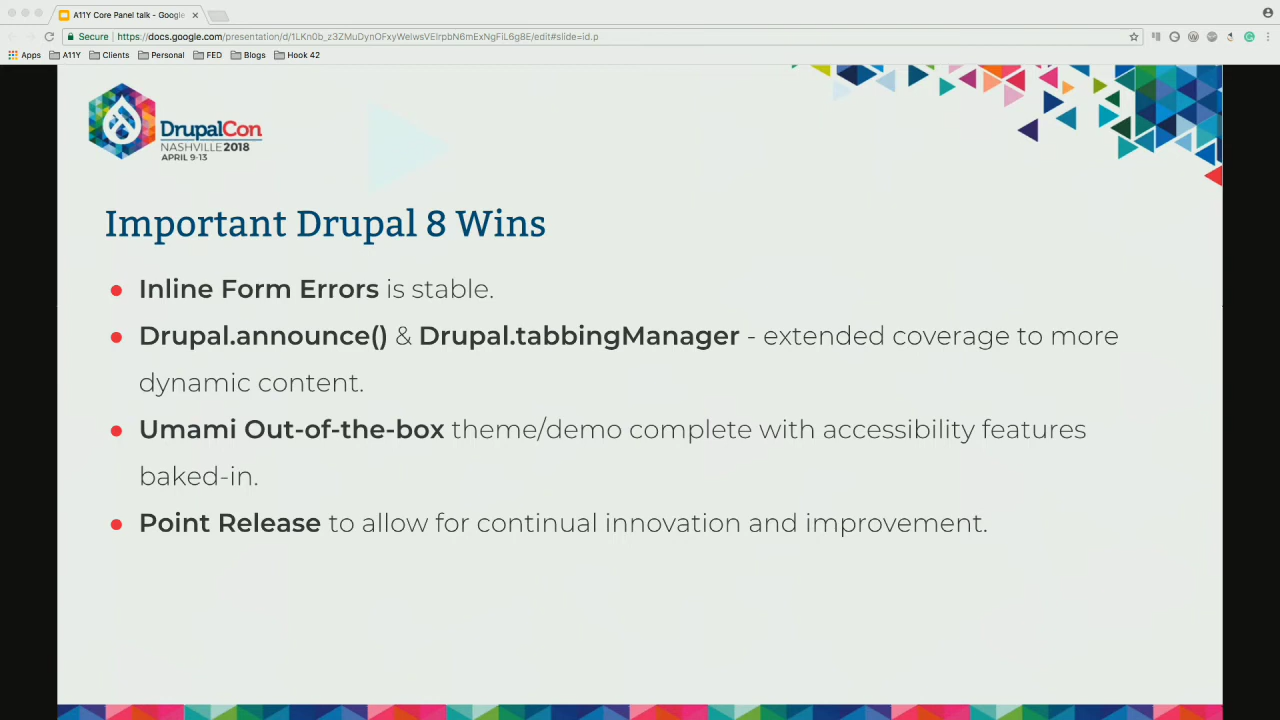 A11Y Core Panel talk - Google
Secure https://docs.google.com/presentation/d/1LKn0b_z3ZMuDynOFxyWelwsVEIrpbN6mExNgFiL6g8E/edit#slide=id.p
Apps A11Y Clients Personal FED Blogs Hook 42
DrupalCon
NASHVILLE 2018
APRIL 9-13
Important Drupal 8 Wins
● Inline Form Errors is stable.
● Drupal.announce() & Drupal.tabbingManager - extended coverage to more
dynamic content.
● Umami Out-of-the-box theme/demo complete with accessibility features
baked-in.
● Point Release to allow for continual innovation and improvement.